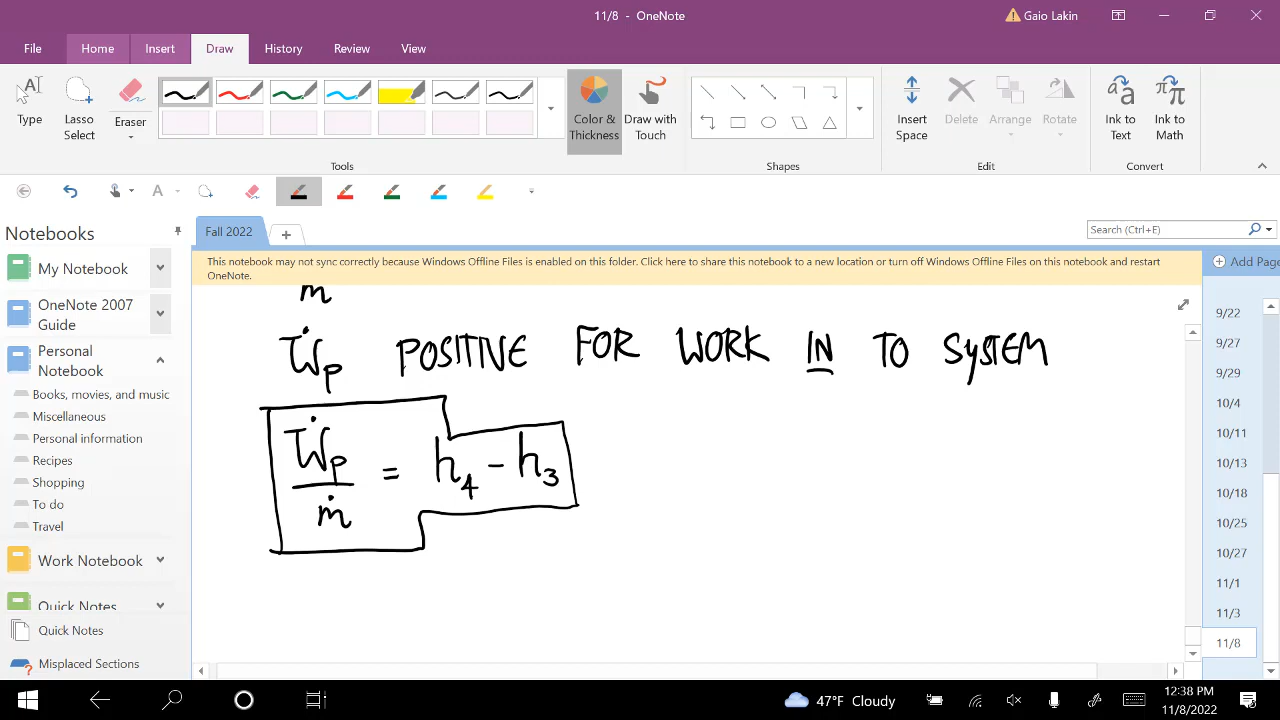 11/8 - OneNote
Gaio Lakin
File Home Insert Draw History Review View
Type
Lasso Select
Eraser
Color & Thickness
Draw with Touch
Insert Space
Delete
Arrange
Rotate
Ink to Text
Ink to Math
Tools
Shapes
Edit
Convert
A
Notebooks
Fall 2022
Search (Ctrl+E)
This notebook may not sync correctly because Windows Offline Files is enabled on this folder. Click here to share this notebook to a new location or turn off Windows Offline Files on this notebook and restart
OneNote.
Add Page
My Notebook
OneNote 2007
Guide
Personal
Notebook
Books, movies, and music
Miscellaneous
Personal information
Recipes
Shopping
To do
Travel
Work Notebook
Quick Notes
Quick Notes
Misplaced Sections
ṁ
Ẇp POSITIVE FOR WORK IN TO SYSTEM
Ẇp / ṁ = h4 - h3
9/22
9/27
9/29
10/4
10/11
10/13
10/18
10/25
10/27
11/1
11/3
11/8
47°F Cloudy
12:38 PM
11/8/2022